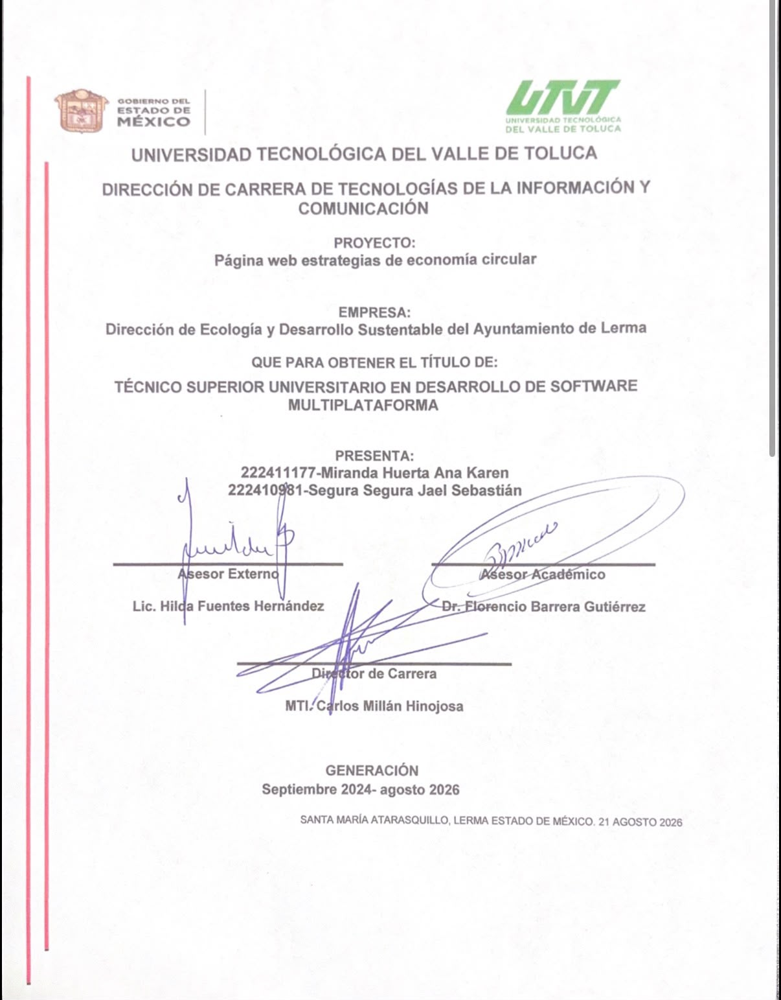 GOBIERNO DEL
ESTADO DE
MÉXICO
UTVT
UNIVERSIDAD TECNOLÓGICA
DEL VALLE DE TOLUCA
UNIVERSIDAD TECNOLÓGICA DEL VALLE DE TOLUCA
DIRECCIÓN DE CARRERA DE TECNOLOGÍAS DE LA INFORMACIÓN Y
COMUNICACIÓN
PROYECTO:
Página web estrategias de economía circular
EMPRESA:
Dirección de Ecología y Desarrollo Sustentable del Ayuntamiento de Lerma
QUE PARA OBTENER EL TÍTULO DE:
TÉCNICO SUPERIOR UNIVERSITARIO EN DESARROLLO DE SOFTWARE
MULTIPLATAFORMA
PRESENTA:
222411177-Miranda Huerta Ana Karen
222410981-Segura Segura Jael Sebastián
Asesor Externo
Asesor Académico
Lic. Hilda Fuentes Hernández
Dr. Florencio Barrera Gutiérrez
Director de Carrera
MTI. Carlos Millán Hinojosa
GENERACIÓN
Septiembre 2024- agosto 2026
SANTA MARÍA ATARASQUILLO, LERMA ESTADO DE MÉXICO. 21 AGOSTO 2026